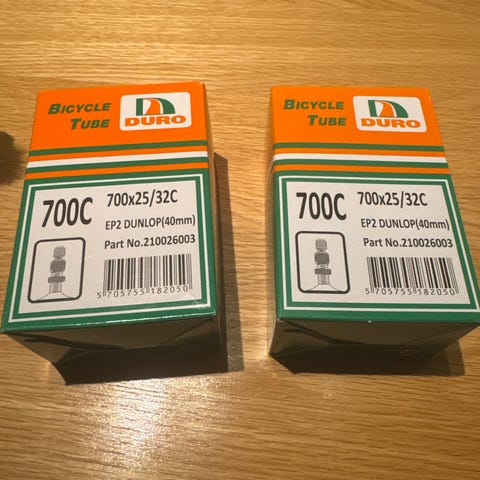 BICYCLE
TUBE
DURO
700C
700x25/32C
EP2 DUNLOP(40mm)
Part No.210026003
5 705755 182050
BICYCLE
TUBE
DURO
700C
700x25/32C
EP2 DUNLOP(40mm)
Part No.210026003
5 705755 182050